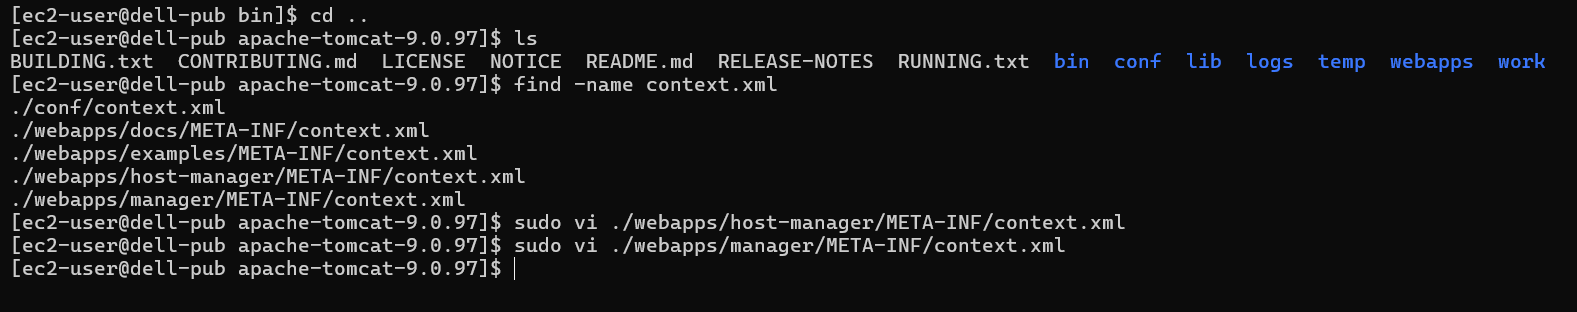 [ec2-user@dell-pub bin]$ cd ..
[ec2-user@dell-pub apache-tomcat-9.0.97]$ ls
BUILDING.txt  CONTRIBUTING.md  LICENSE  NOTICE  README.md  RELEASE-NOTES  RUNNING.txt  bin  conf  lib  logs  temp  webapps  work
[ec2-user@dell-pub apache-tomcat-9.0.97]$ find -name context.xml
./conf/context.xml
./webapps/docs/META-INF/context.xml
./webapps/examples/META-INF/context.xml
./webapps/host-manager/META-INF/context.xml
./webapps/manager/META-INF/context.xml
[ec2-user@dell-pub apache-tomcat-9.0.97]$ sudo vi ./webapps/host-manager/META-INF/context.xml
[ec2-user@dell-pub apache-tomcat-9.0.97]$ sudo vi ./webapps/manager/META-INF/context.xml
[ec2-user@dell-pub apache-tomcat-9.0.97]$